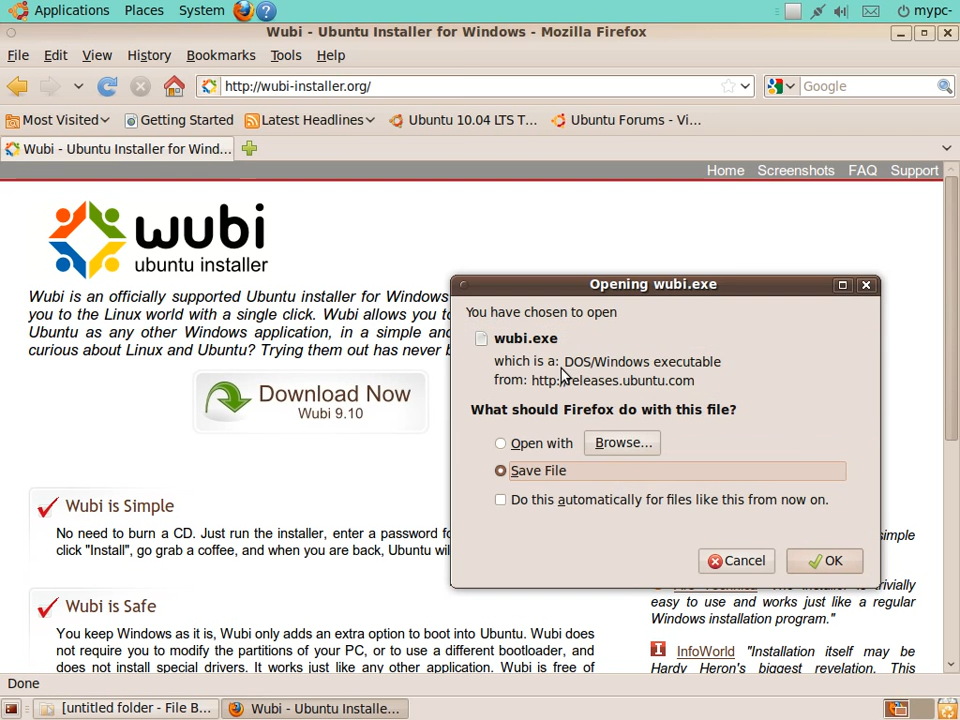 Applications Places System mypc-
Wubi - Ubuntu Installer for Windows - Mozilla Firefox
File Edit View History Bookmarks Tools Help
http://wubi-installer.org/ Google
Most Visited Getting Started Latest Headlines Ubuntu 10.04 LTS T... Ubuntu Forums - Vi...
Wubi - Ubuntu Installer for Wind...
Home Screenshots FAQ Support
wubi
ubuntu installer
Wubi is an officially supported Ubuntu installer for Windows
you to the Linux world with a single click. Wubi allows you to
Ubuntu as any other Windows application, in a simple and
curious about Linux and Ubuntu? Trying them out has never
Download Now
Wubi 9.10
Opening wubi.exe
You have chosen to open
wubi.exe
which is a: DOS/Windows executable
from: http://releases.ubuntu.com
What should Firefox do with this file?
Open with Browse...
Save File
Do this automatically for files like this from now on.
Cancel OK
Wubi is Simple
No need to burn a CD. Just run the installer, enter a password
click "Install", go grab a coffee, and when you are back, Ubuntu
Wubi is Safe
You keep Windows as it is, Wubi only adds an extra option to boot into Ubuntu. Wubi does
not require you to modify the partitions of your PC, or to use a different bootloader, and
does not install special drivers. It works just like any other application. Wubi is free of
simple
trivially
easy to use and works just like a regular
Windows installation program."
InfoWorld "Installation itself may be
Hardy Heron's biggest revelation. This
Done
[untitled folder - File B... Wubi - Ubuntu Installe...